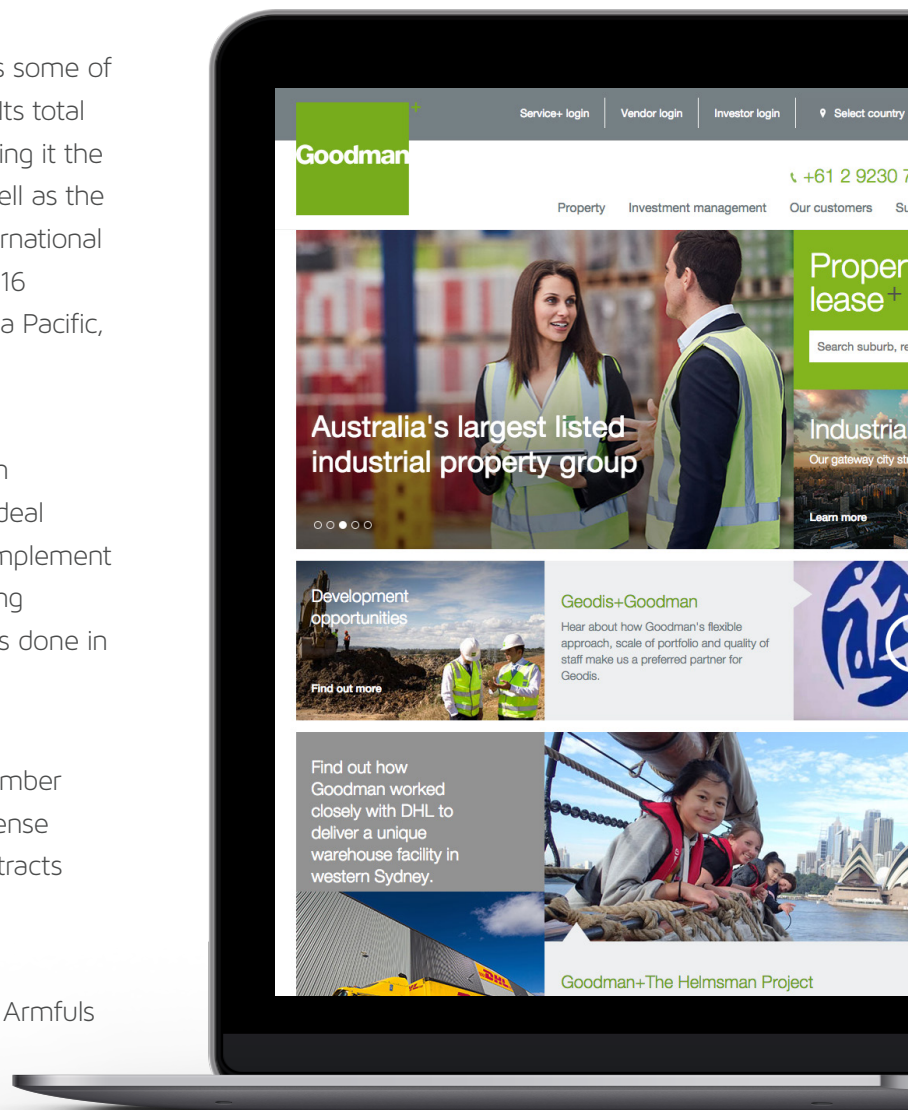 s some of
Its total
ing it the
ell as the
rnational
16
a Pacific,
n
deal
mplement
ng
s done in
mber
ense
tracts
Armfuls
Goodman+
Service+ login
Vendor login
Investor login
Select country
+61 2 9230 7
Property
Investment management
Our customers
Su
Australia's largest listed
industrial property group
Proper
lease+
Search suburb, re
Industria
Our gateway city str
Learn more
Development
opportunities
Find out more
Geodis+Goodman
Hear about how Goodman's flexible
approach, scale of portfolio and quality of
staff make us a preferred partner for
Geodis.
Find out how
Goodman worked
closely with DHL to
deliver a unique
warehouse facility in
western Sydney.
DHL
DHL
Goodman+The Helmsman Project